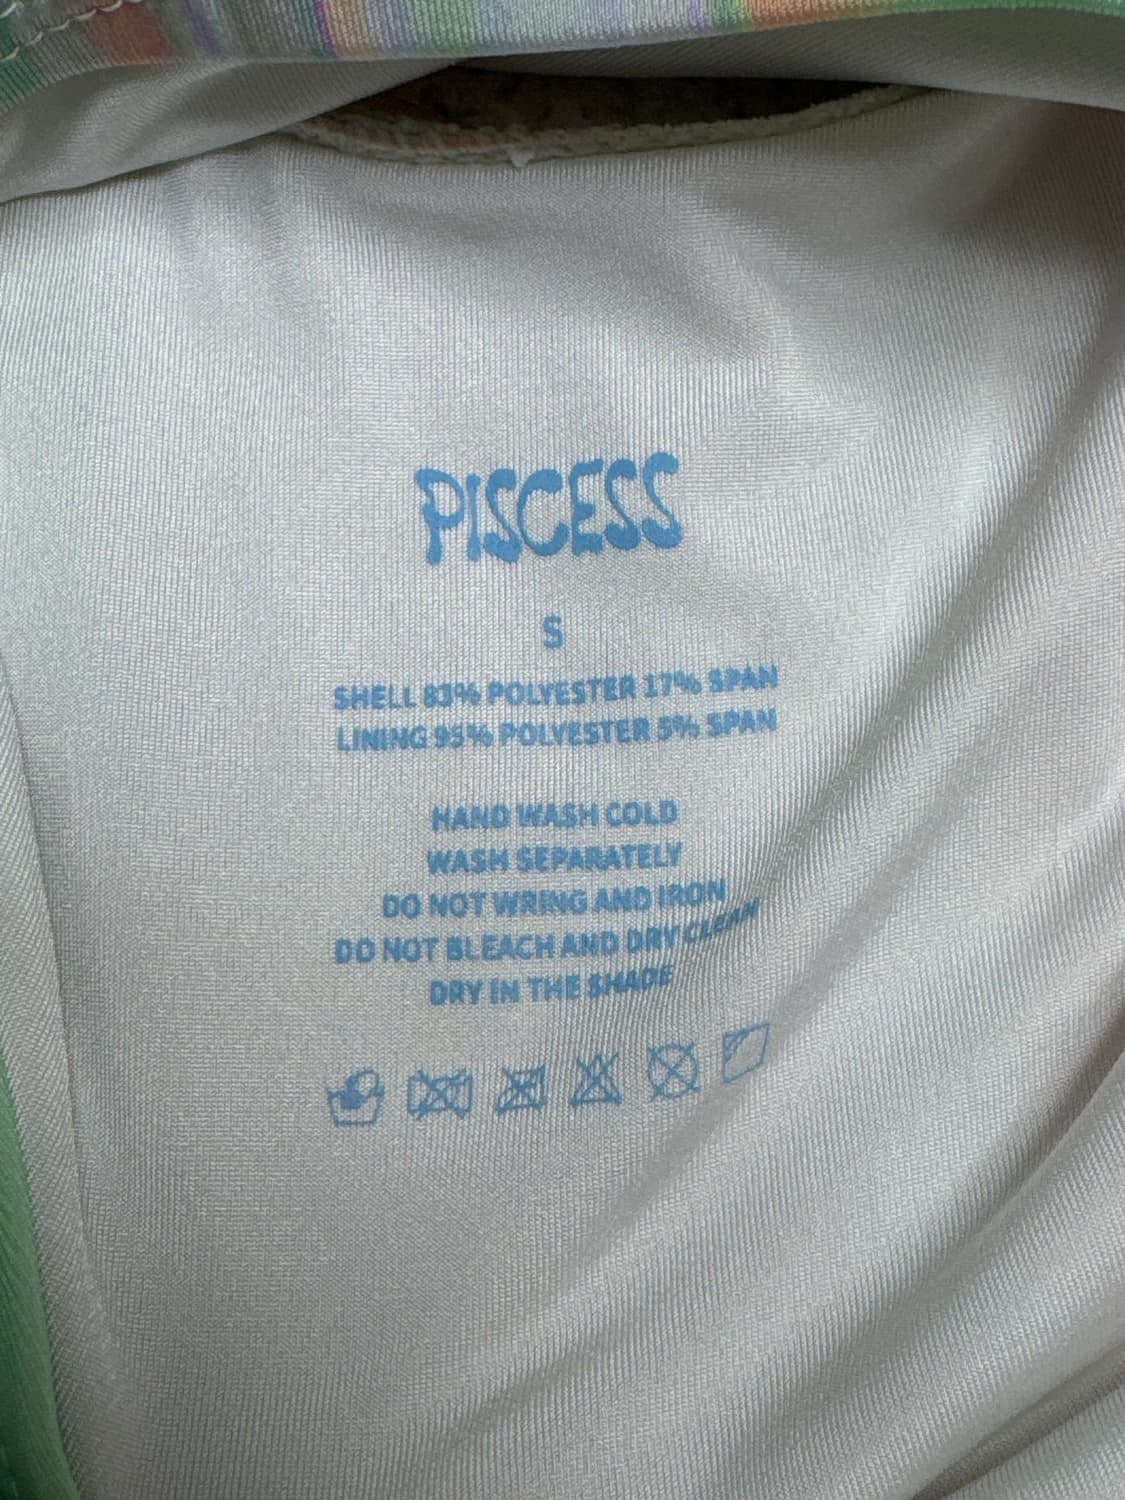 PISCESS
S
SHELL 83% POLYESTER 17% SPAN
LINING 95% POLYESTER 5% SPAN
HAND WASH COLD
WASH SEPARATELY
DO NOT WRING AND IRON
DO NOT BLEACH AND DRY CLEAN
DRY IN THE SHADE